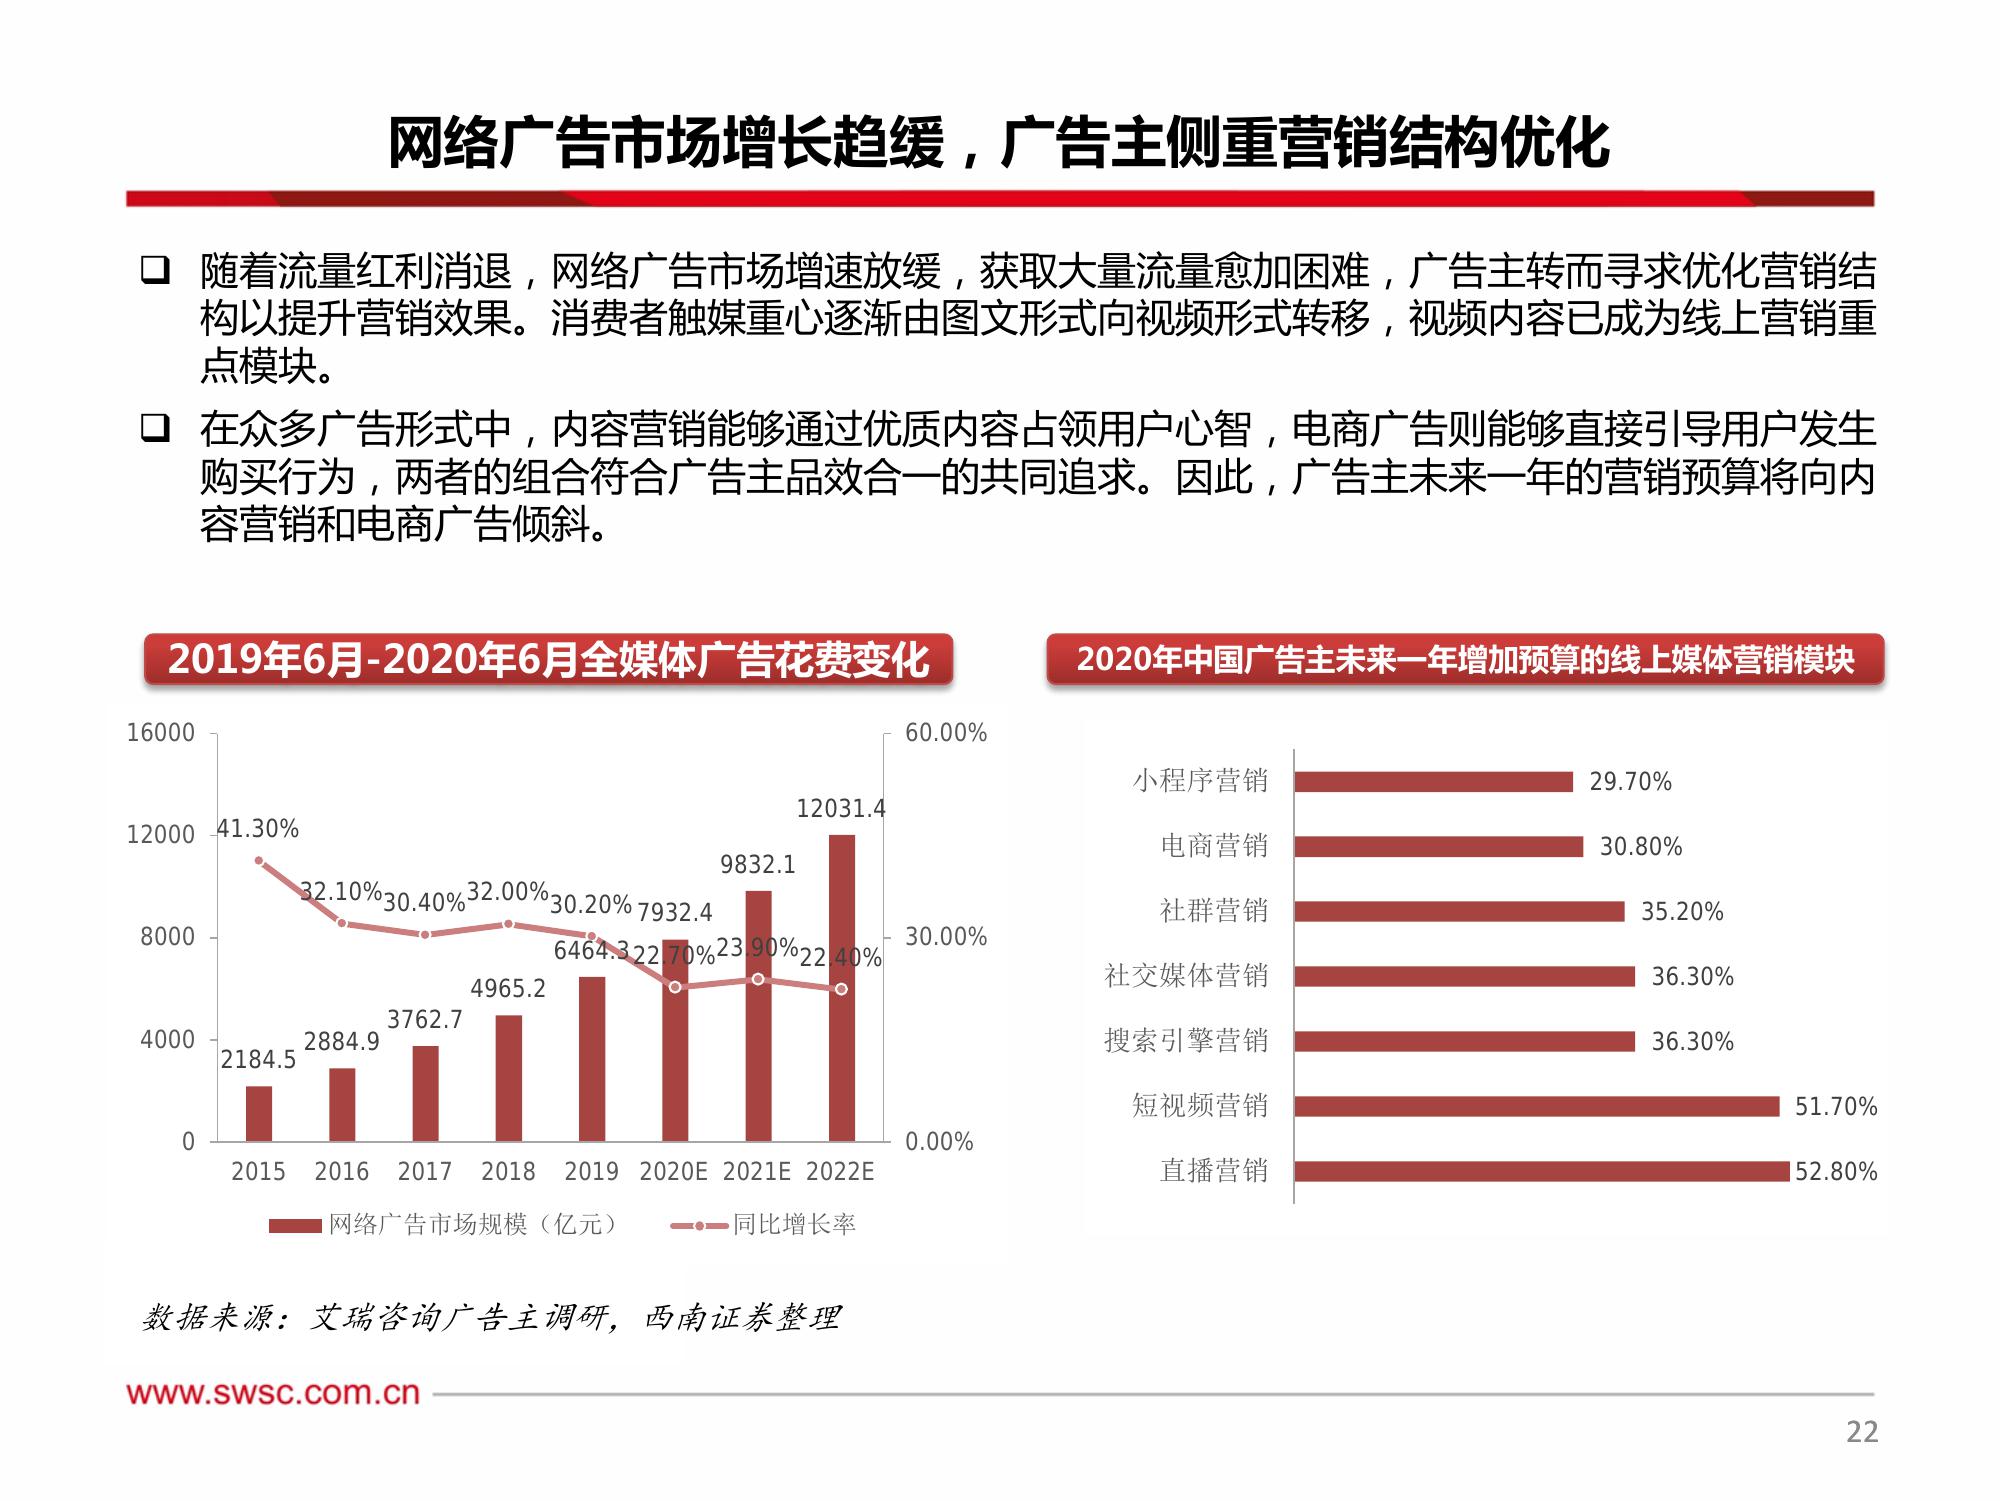 网络广告市场增长趋缓，广告主侧重营销结构优化
随着流量红利消退，网络广告市场增速放缓，获取大量流量愈加困难，广告主转而寻求优化营销结
构以提升营销效果。消费者触媒重心逐渐由图文形式向视频形式转移，视频内容已成为线上营销重
点模块。
在众多广告形式中，内容营销能够通过优质内容占领用户心智，电商广告则能够直接引导用户发生
购买行为，两者的组合符合广告主品效合一的共同追求。因此，广告主未来一年的营销预算将向内
容营销和电商广告倾斜。
2019年6月-2020年6月全媒体广告花费变化
16000
12000
8000
4000
0
60.00%
30.00%
0.00%
41.30%
32.10%
30.40%
32.00%
30.20%
22.70%
23.90%
22.40%
2184.5
2884.9
3762.7
4965.2
6464.3
7932.4
9832.1
12031.4
2015 2016 2017 2018 2019 2020E 2021E 2022E
网络广告市场规模（亿元） 同比增长率
2020年中国广告主未来一年增加预算的线上媒体营销模块
小程序营销 29.70%
电商营销 30.80%
社群营销 35.20%
社交媒体营销 36.30%
搜索引擎营销 36.30%
短视频营销 51.70%
直播营销 52.80%
数据来源：艾瑞咨询广告主调研，西南证券整理
www.swsc.com.cn
22